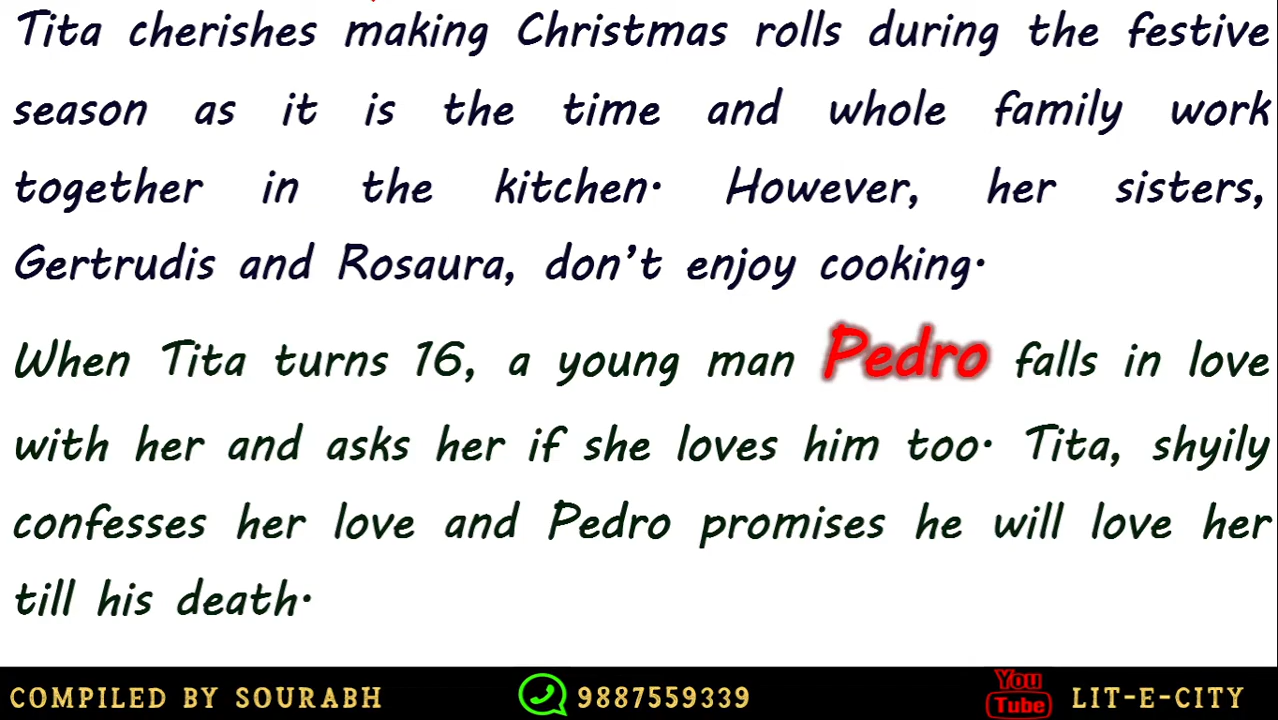 Tita cherishes making Christmas rolls during the festive
season as it is the time and whole family work
together in the kitchen. However, her sisters,
Gertrudis and Rosaura, don't enjoy cooking.
When Tita turns 16, a young man Pedro falls in love
with her and asks her if she loves him too. Tita, shyily
confesses her love and Pedro promises he will love her
till his death.
COMPILED BY SOURABH 9887559339 You Tube LIT-E-CITY